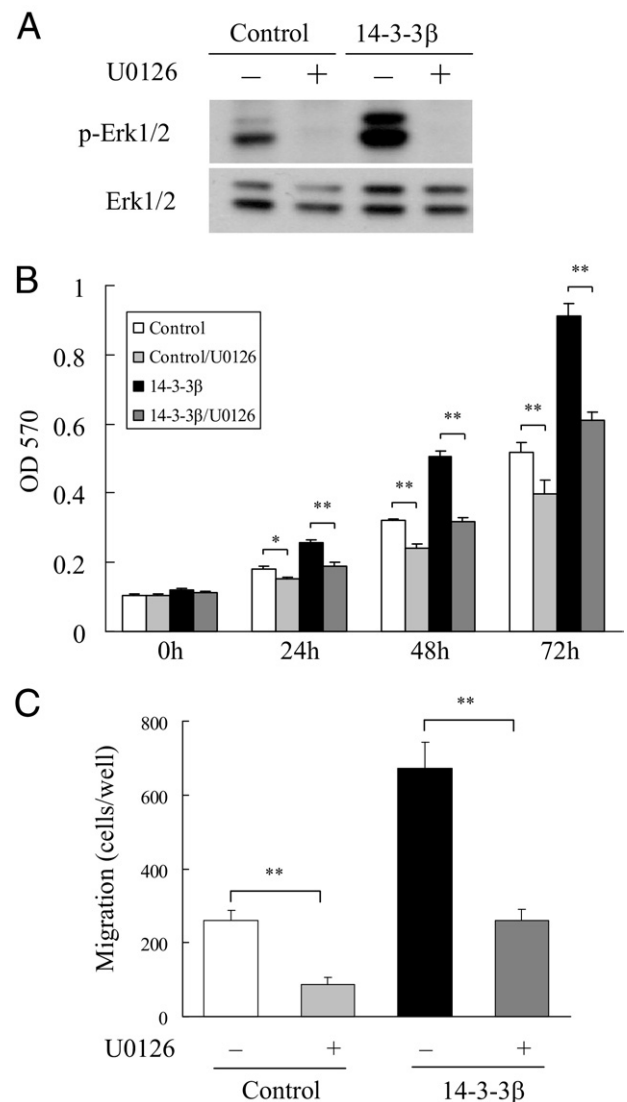 A
Control 14-3-3β
U0126 – + – +
p-Erk1/2
Erk1/2
B
1
0.8
0.6
0.4
0.2
0
OD 570
Control
Control/U0126
14-3-3β
14-3-3β/U0126
* ** ** ** ** **
0h 24h 48h 72h
C
800
600
400
200
0
Migration (cells/well)
** **
U0126 – + – +
Control 14-3-3β